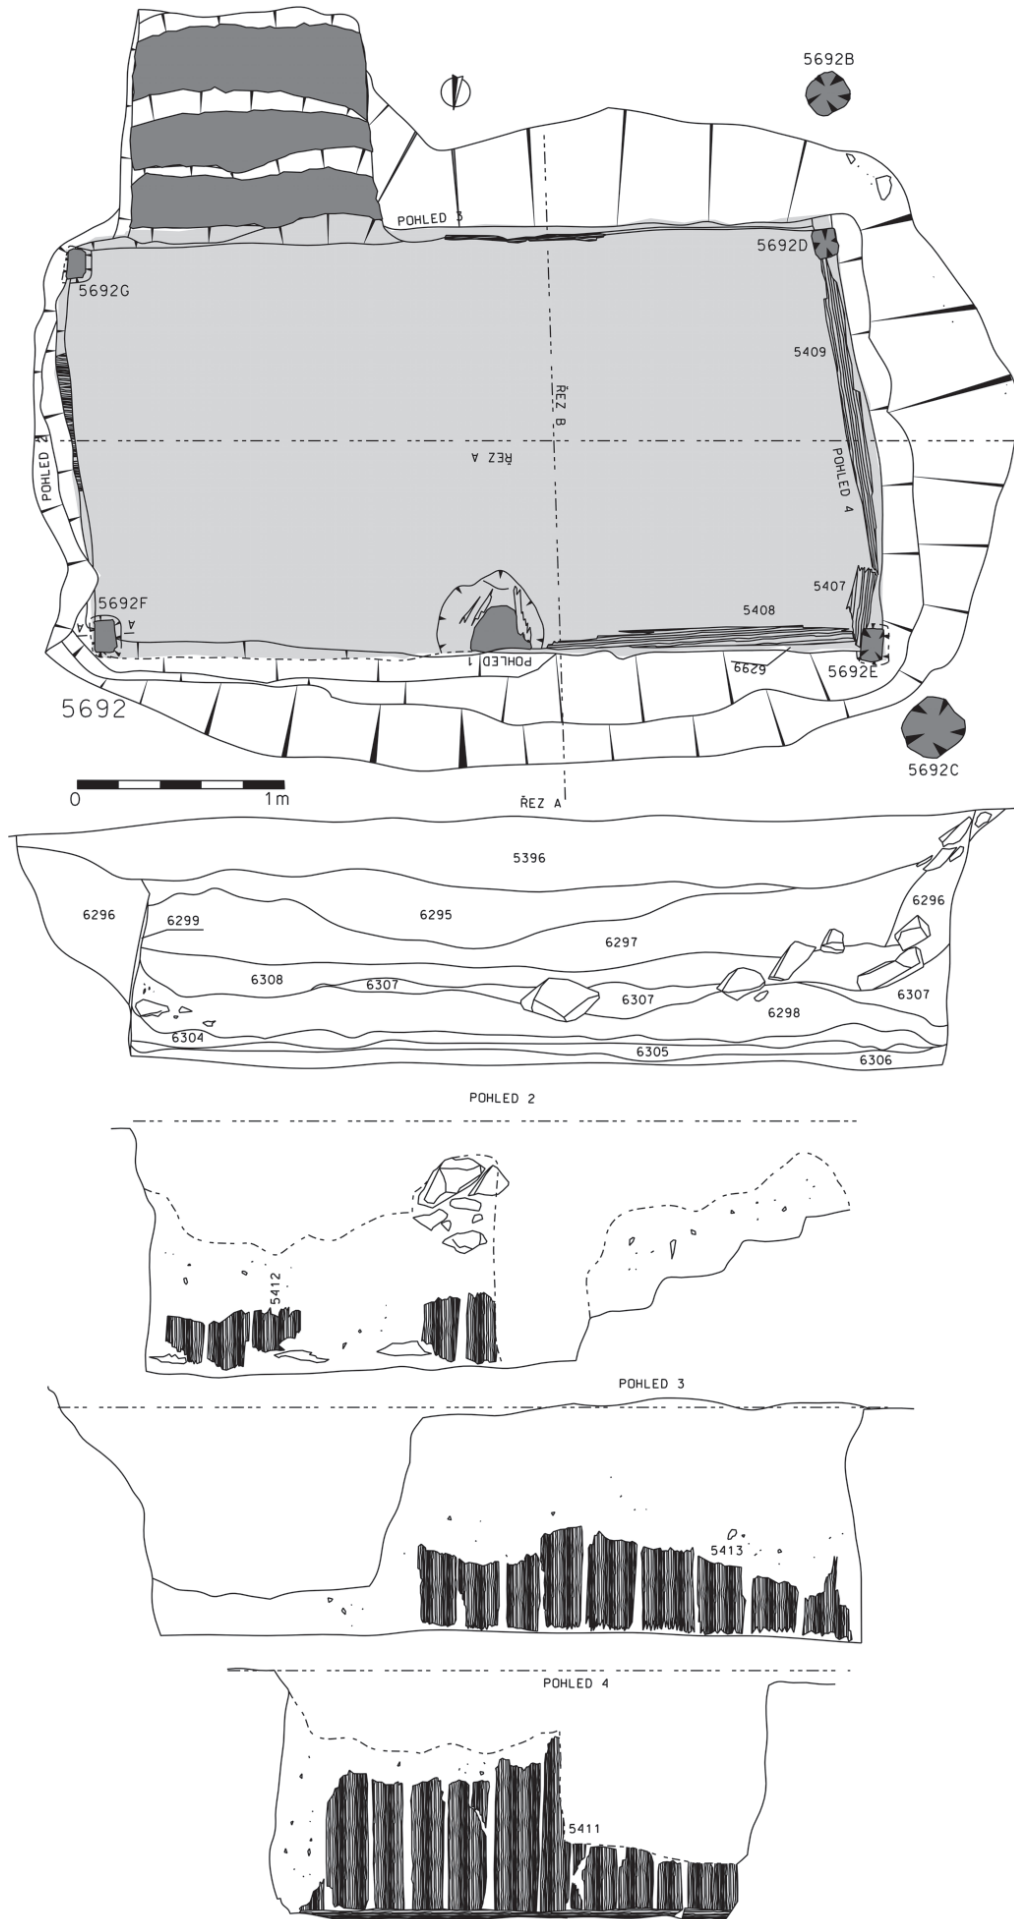 5692B
POHLED 3
5692D
5692G
5409
ŘEZ B
ŘEZ A
POHLED 2
POHLED 4
5407
5692F
A
A
5408
POHLED 1
6299
5692E
5692
5692C
0 1m
ŘEZ A
5396
6296
6299
6295
6296
6297
6308
6307
6307
6307
6298
6304
6305
6306
POHLED 2
5412
POHLED 3
5413
POHLED 4
5411